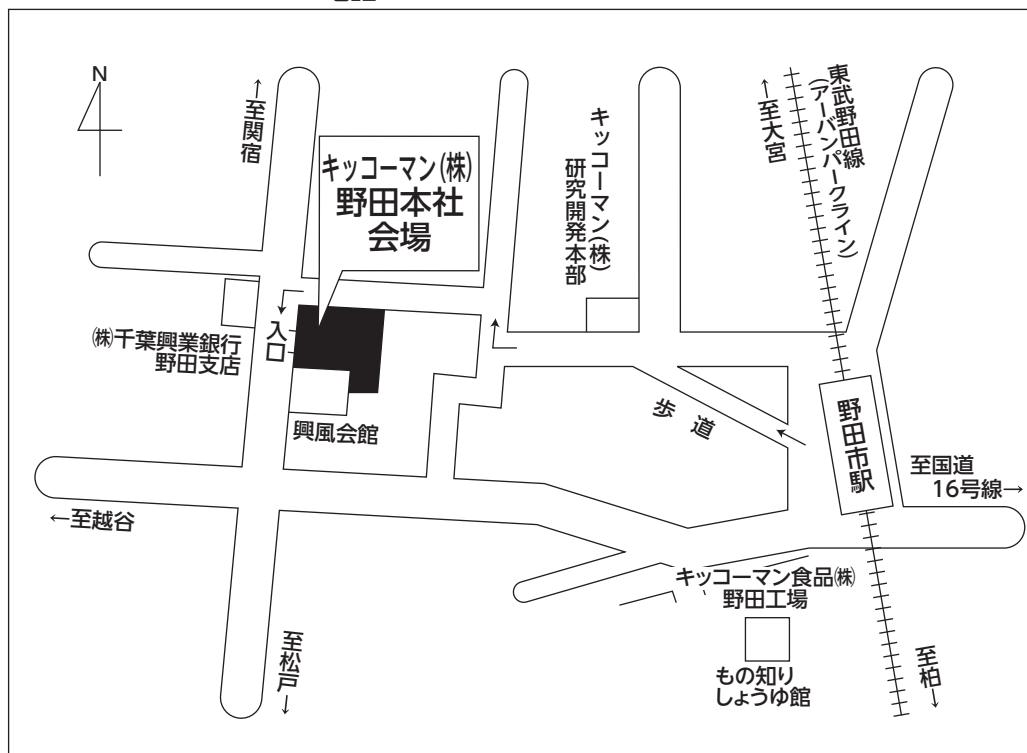 N
←至関宿
キッコーマン(株)
野田本社
会場
キッコーマン(株)
研究開発本部
←至大宮
東武野田線
(アーバンパークライン)
㈱千葉興業銀行
野田支店
入口
興風会館
歩道
野田市駅
至国道
16号線→
←至越谷
キッコーマン食品㈱
野田工場
もの知り
しょうゆ館
至松戸→
至柏→